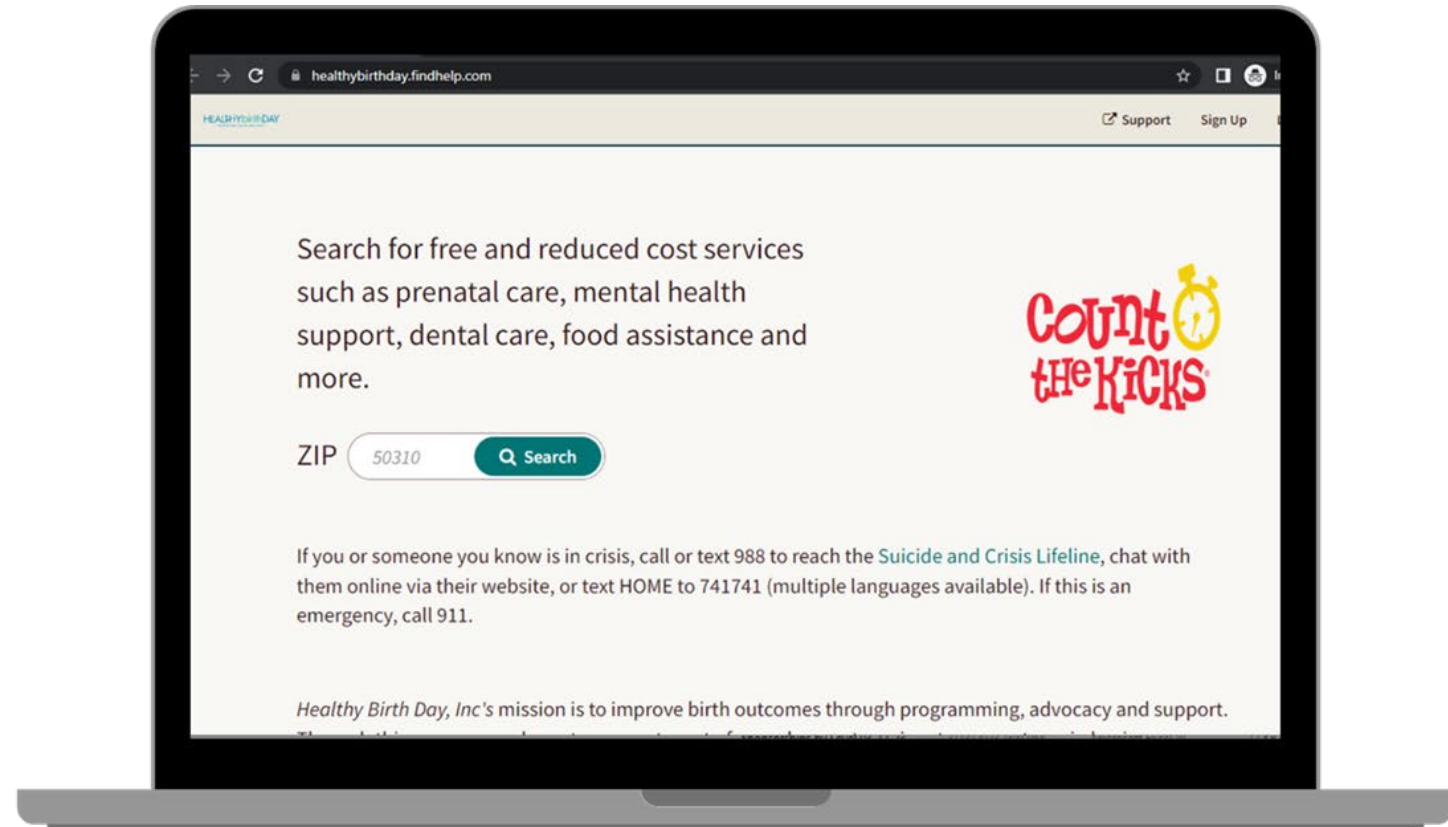 healthybirthday.findhelp.com
HEALTHYbirthDAY
Support Sign Up
Search for free and reduced cost services
such as prenatal care, mental health
support, dental care, food assistance and
more.
Count
the Kicks®
ZIP 50310 Search
If you or someone you know is in crisis, call or text 988 to reach the Suicide and Crisis Lifeline, chat with
them online via their website, or text HOME to 741741 (multiple languages available). If this is an
emergency, call 911.
Healthy Birth Day, Inc's mission is to improve birth outcomes through programming, advocacy and support.